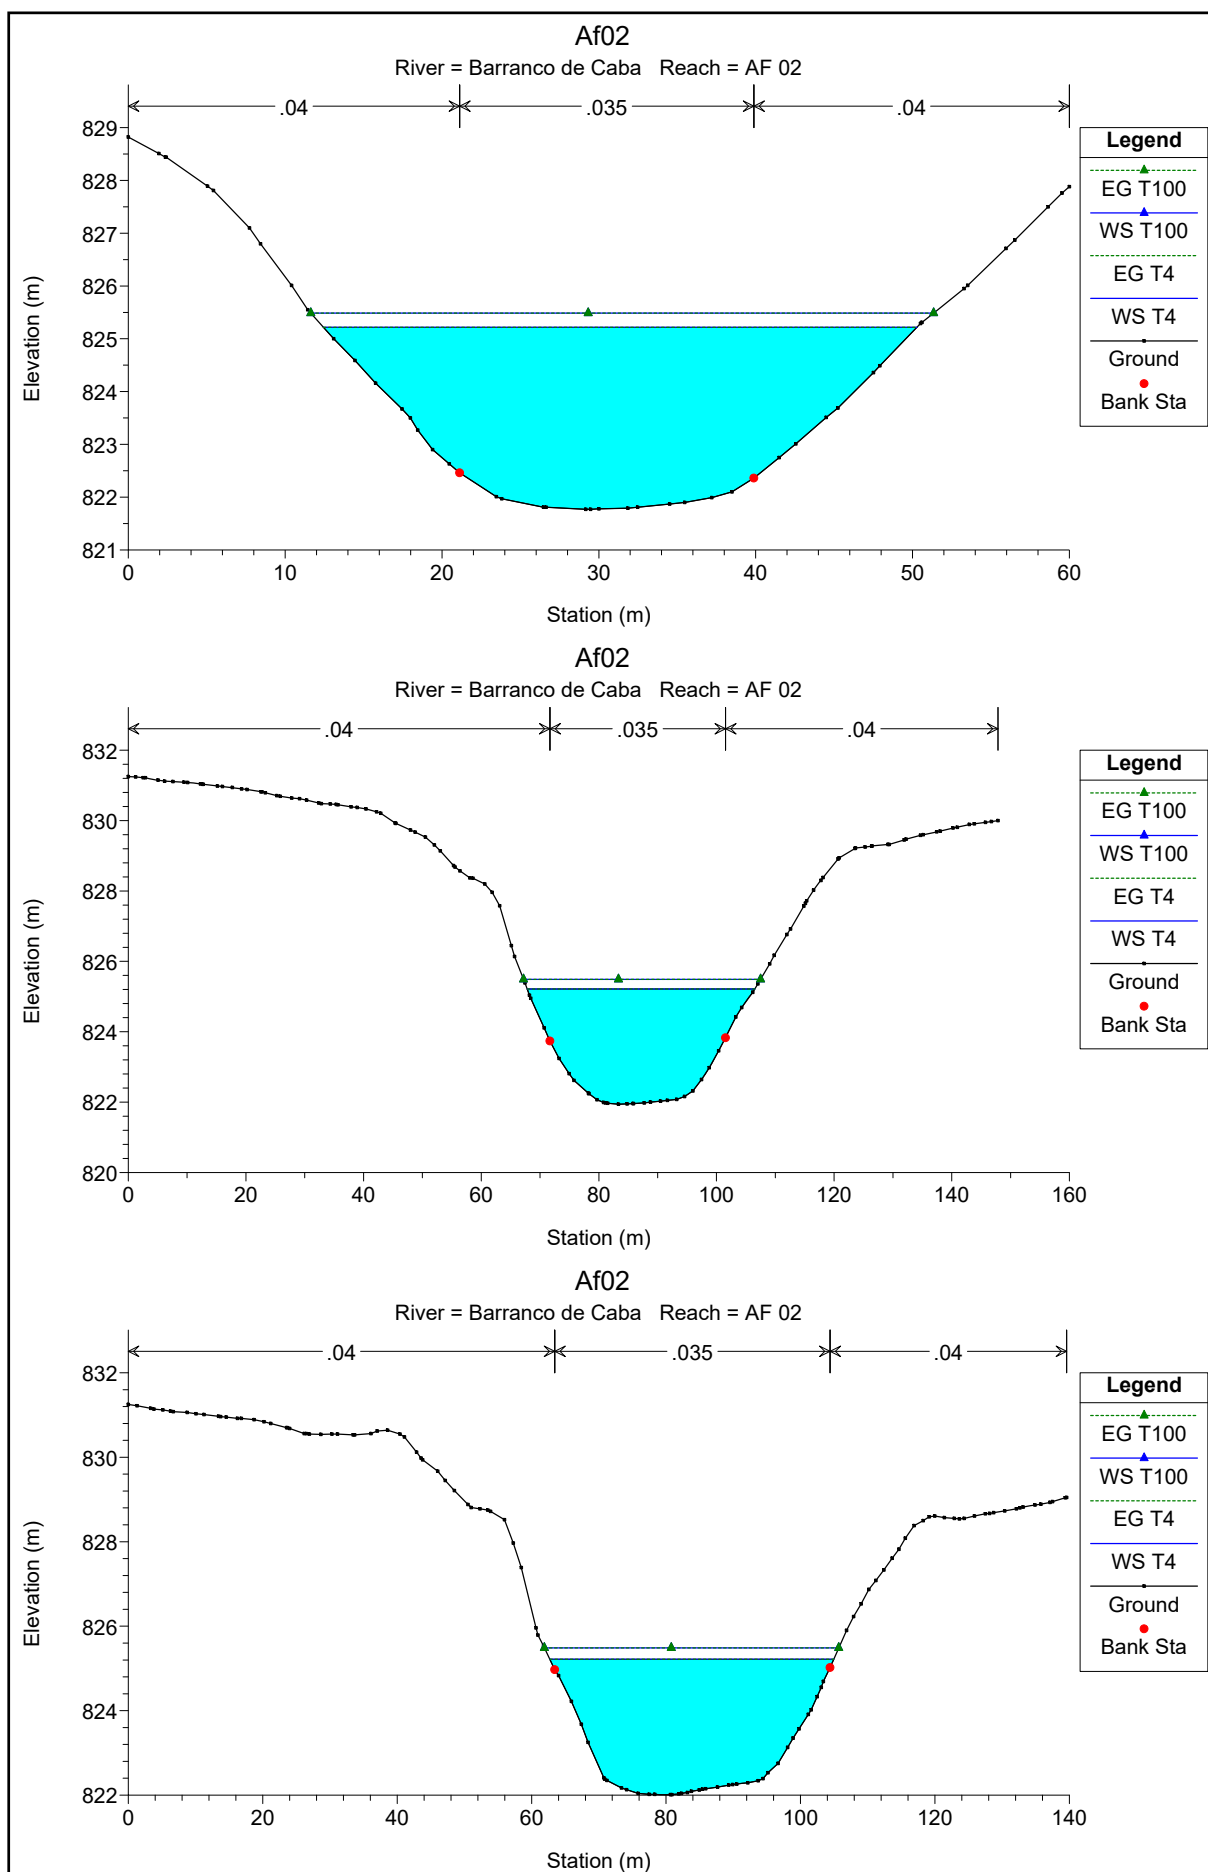 Af02
River = Barranco de Caba   Reach = AF 02
.04 .035 .04
829
828
827
826
825
824
823
822
821
0 10 20 30 40 50 60
Station (m)
Elevation (m)
Legend
EG T100
WS T100
EG T4
WS T4
Ground
Bank Sta
Af02
River = Barranco de Caba   Reach = AF 02
.04 .035 .04
832
830
828
826
824
822
820
0 20 40 60 80 100 120 140 160
Station (m)
Elevation (m)
Legend
EG T100
WS T100
EG T4
WS T4
Ground
Bank Sta
Af02
River = Barranco de Caba   Reach = AF 02
.04 .035 .04
832
830
828
826
824
822
0 20 40 60 80 100 120 140
Station (m)
Elevation (m)
Legend
EG T100
WS T100
EG T4
WS T4
Ground
Bank Sta